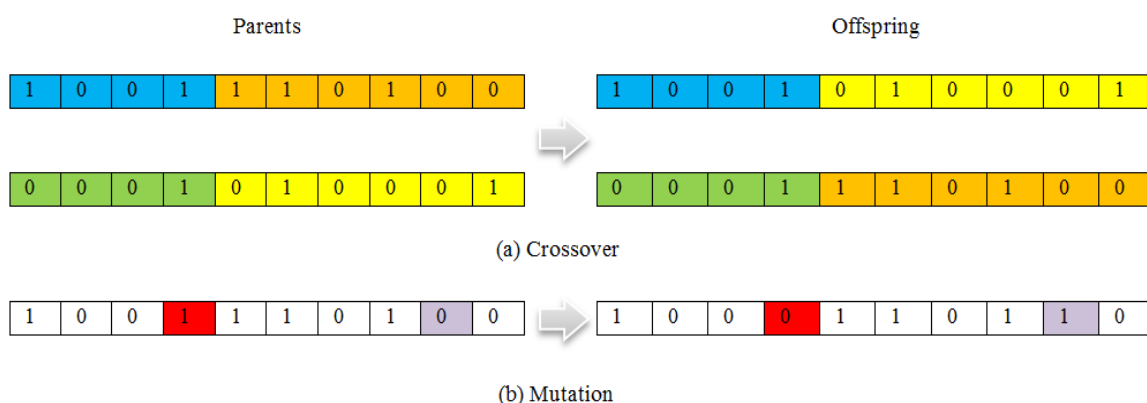 Parents Offspring
1 0 0 1 1 1 0 1 0 0 1 0 0 1 0 1 0 0 0 1
0 0 0 1 0 1 0 0 0 1 0 0 0 1 1 1 0 1 0 0
(a) Crossover
1 0 0 1 1 1 0 1 0 0 1 0 0 0 1 1 0 1 1 0
(b) Mutation